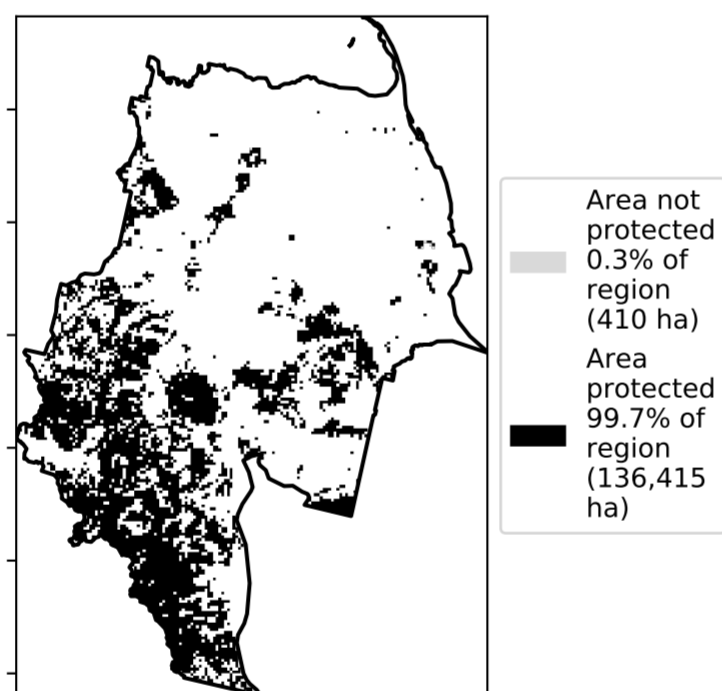 Area not
protected
0.3% of
region
(410 ha)
Area
protected
99.7% of
region
(136,415
ha)